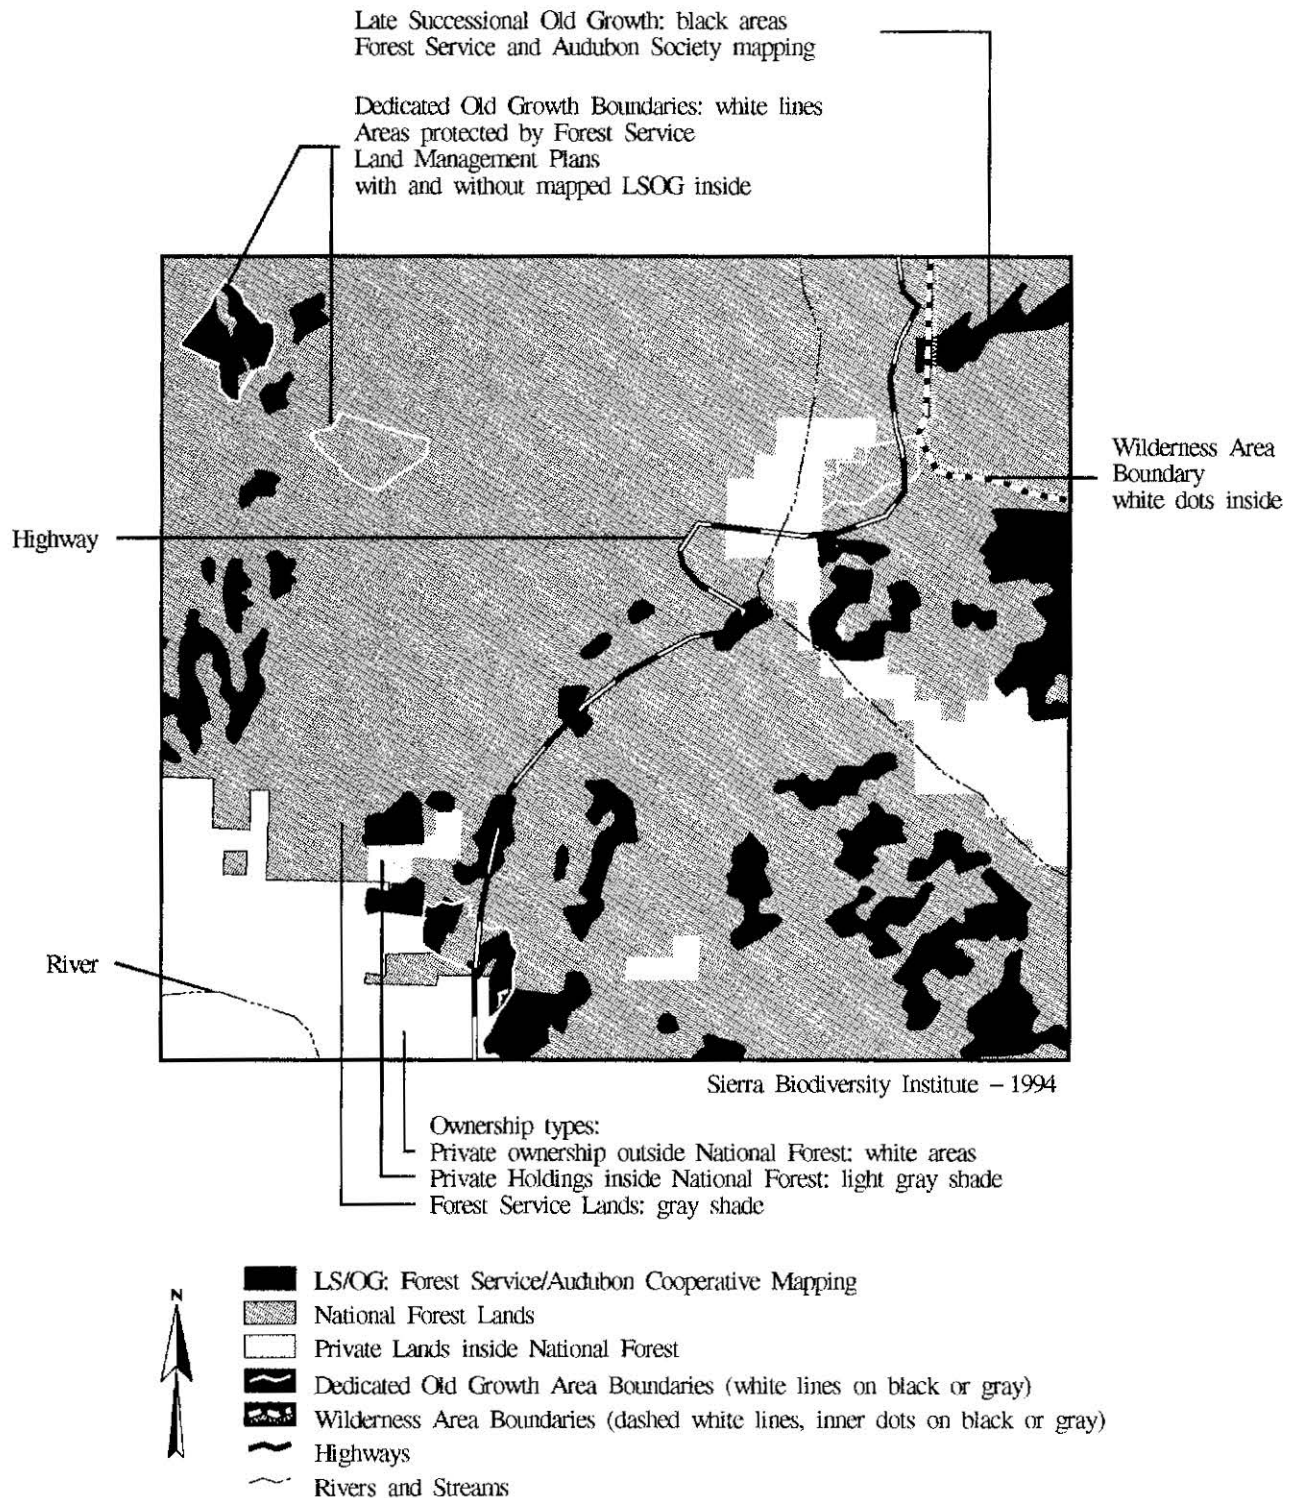 Late Successional Old Growth: black areas
Forest Service and Audubon Society mapping
Dedicated Old Growth Boundaries: white lines
Areas protected by Forest Service
Land Management Plans
with and without mapped LSOG inside
Wilderness Area
Boundary
white dots inside
Highway
River
Sierra Biodiversity Institute – 1994
Ownership types:
Private ownership outside National Forest: white areas
Private Holdings inside National Forest: light gray shade
Forest Service Lands: gray shade
N
LS/OG: Forest Service/Audubon Cooperative Mapping
National Forest Lands
Private Lands inside National Forest
Dedicated Old Growth Area Boundaries (white lines on black or gray)
Wilderness Area Boundaries (dashed white lines, inner dots on black or gray)
Highways
Rivers and Streams